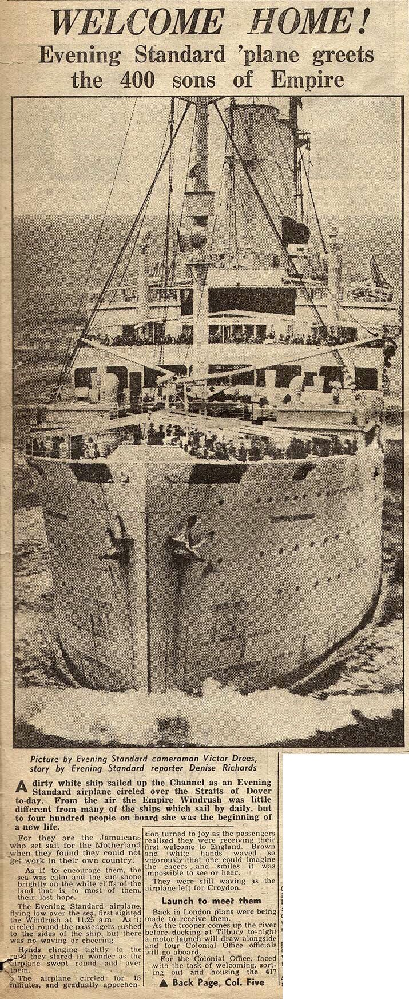 WELCOME HOME!
Evening Standard 'plane greets
the 400 sons of Empire
Picture by Evening Standard cameraman Victor Drees,
story by Evening Standard reporter Denise Richards
A dirty white ship sailed up the Channel as an Evening
Standard airplane circled over the Straits of Dover
to-day. From the air the Empire Windrush was little
different from many of the ships which sail by daily, but
to four hundred people on board she was the beginning of
a new life.
For they are the Jamaicans
who set sail for the Motherland
when they found they could not
get work in their own country.
As if to encourage them, the
sea was calm and the sun shone
brightly on the white cl ffs of the
land that is, to most of them,
their last hope.
The Evening Standard airplane,
flying low over the sea, first sighted
the Windrush at 11.25 a.m As it
circled round the passengers rushed
to the sides of the ship, but there
was no waving or cheering
Hands clinging tightly to the
rails they stared in wonder as the
airplane swept round and over
them.
The airplane circled for 15
minutes, and gradually apprehen-
sion turned to joy as the passengers
realised they were receiving their
first welcome to England. Brown
and white hands waved so
vigorously that one could imagine
the cheers and smiles it was
impossible to see or hear.
They were still waving as the
airplane left for Croydon.
Launch to meet them
Back in London plans were being
made to receive them.
As the trooper comes up the river
before docking at Tilbury to-night
a motor launch will draw alongside
and four Colonial Office officials
will go aboard.
For the Colonial Office, faced
with the task of welcoming, sort-
ing out and housing the 417
▲ Back Page, Col. Five